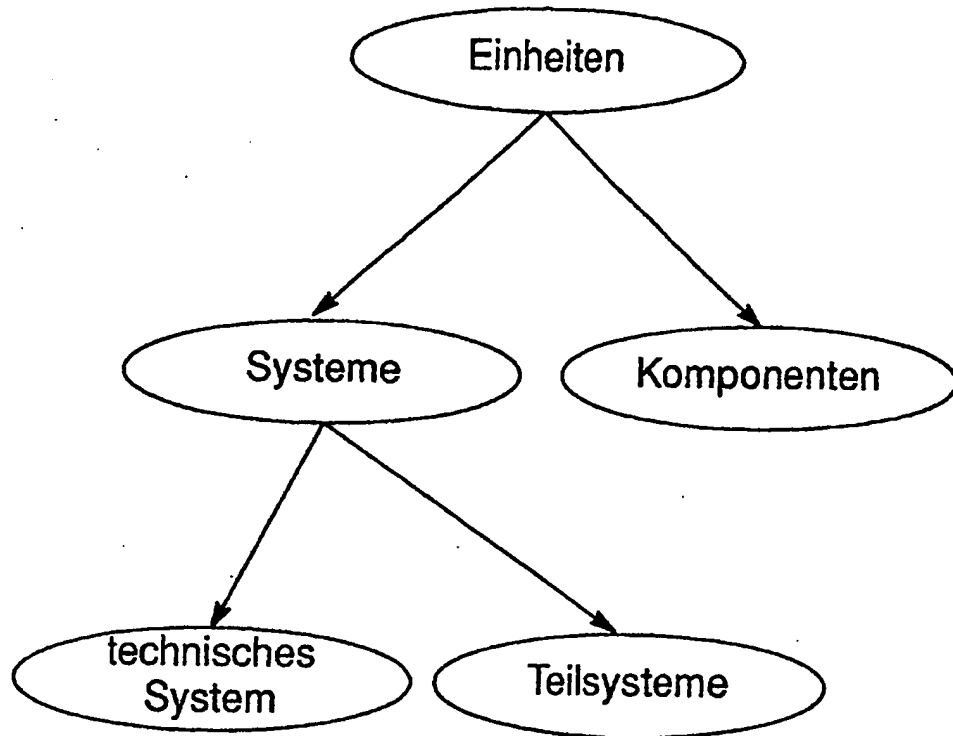 Einheiten
Systeme
Komponenten
technisches
System
Teilsysteme